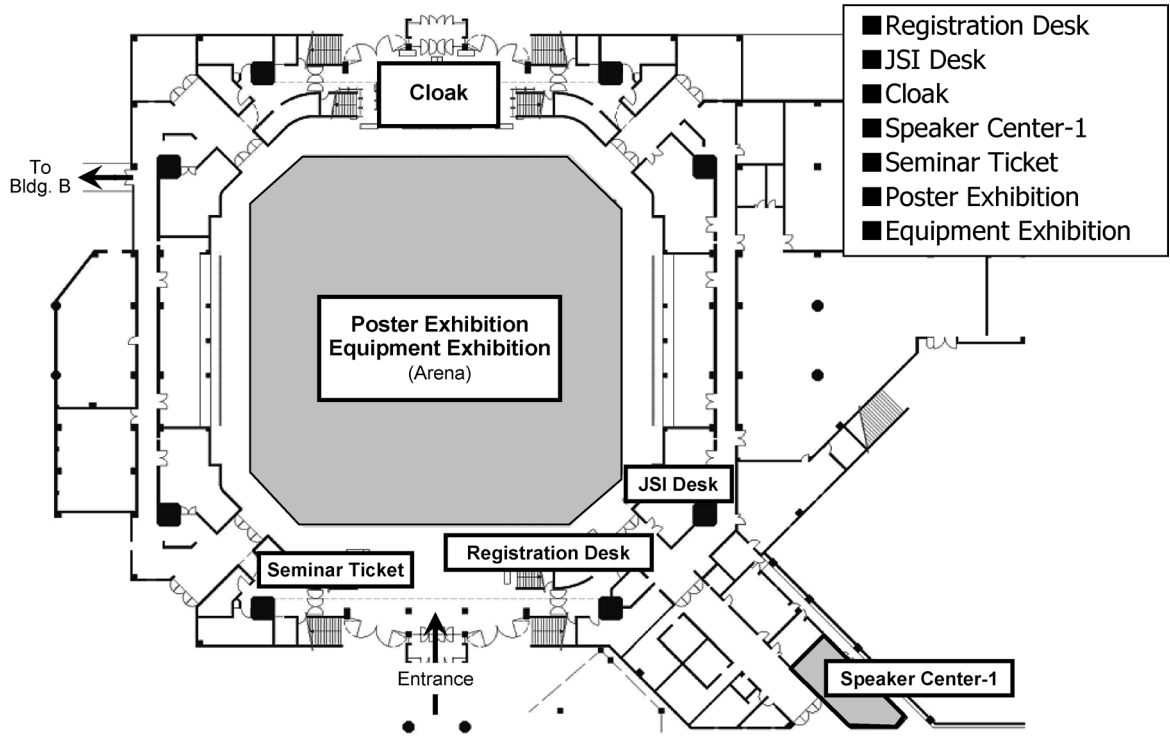 ■Registration Desk
■JSI Desk
■Cloak
■Speaker Center-1
■Seminar Ticket
■Poster Exhibition
■Equipment Exhibition
Cloak
To
Bldg. B
Poster Exhibition
Equipment Exhibition
(Arena)
JSI Desk
Registration Desk
Seminar Ticket
Entrance
Speaker Center-1